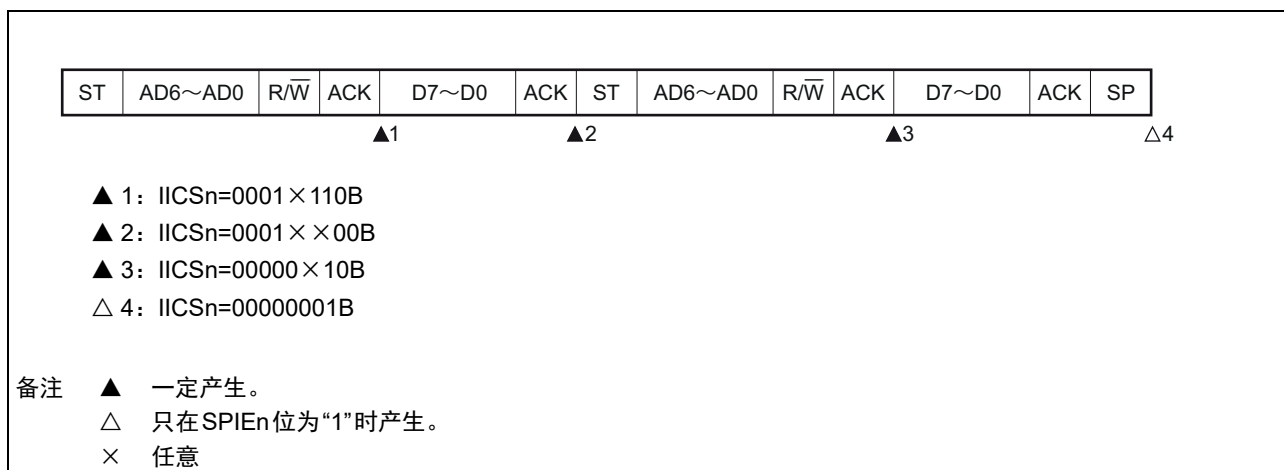 ST AD6～AD0 R/W̅ ACK D7～D0 ACK ST AD6～AD0 R/W̅ ACK D7～D0 ACK SP
▲1 ▲2 ▲3 △4
▲ 1：IICSn=0001×110B
▲ 2：IICSn=0001××00B
▲ 3：IICSn=00000×10B
△ 4：IICSn=00000001B
备注 ▲ 一定产生。
△ 只在SPIEn位为“1”时产生。
× 任意